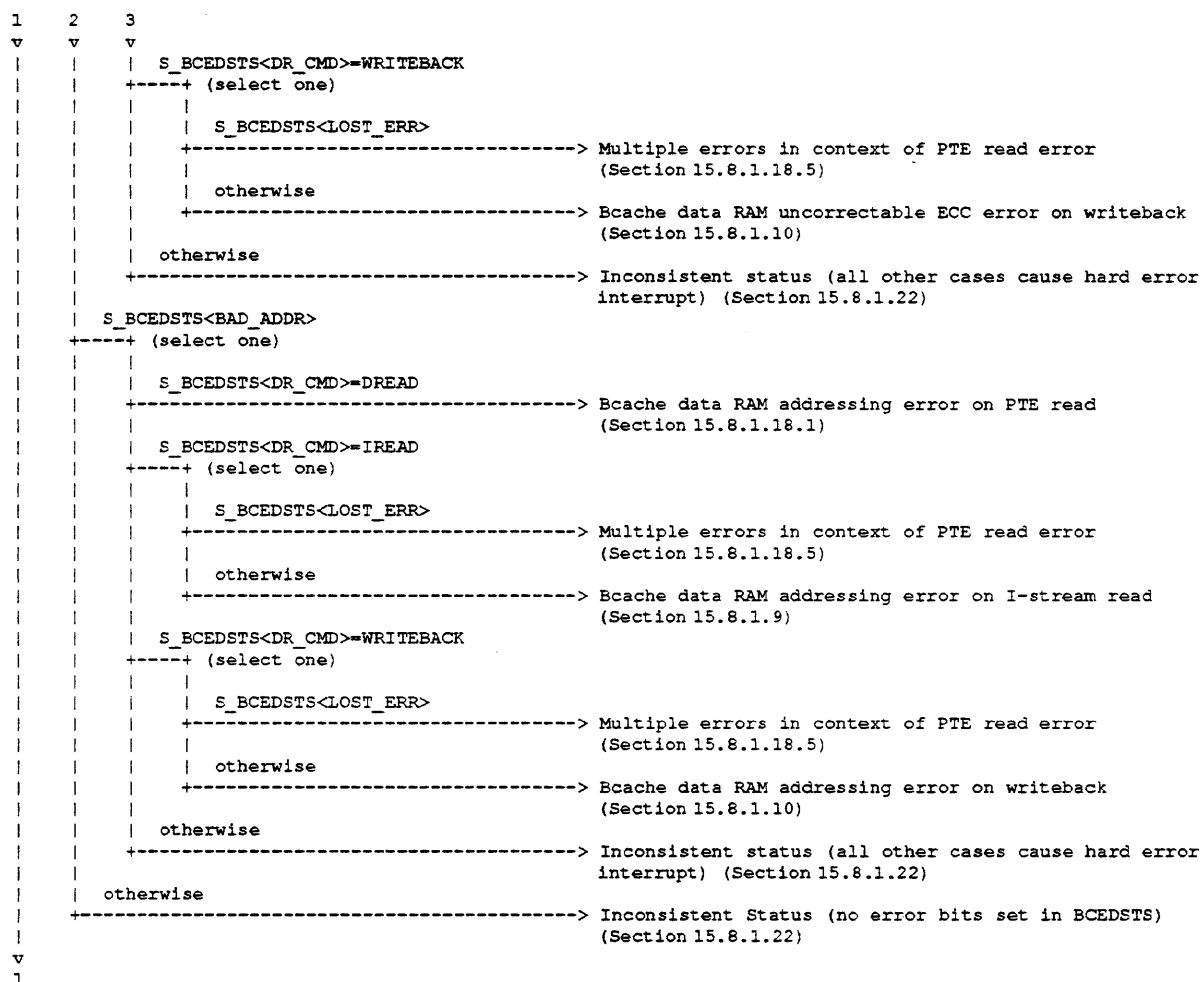 1 2 3
v v v
S_BCEDSTS<DR_CMD>=WRITEBACK
(select one)
S_BCEDSTS<LOST_ERR>
Multiple errors in context of PTE read error
(Section 15.8.1.18.5)
otherwise
Bcache data RAM uncorrectable ECC error on writeback
(Section 15.8.1.10)
otherwise
Inconsistent status (all other cases cause hard error
interrupt) (Section 15.8.1.22)
S_BCEDSTS<BAD_ADDR>
(select one)
S_BCEDSTS<DR_CMD>=DREAD
Bcache data RAM addressing error on PTE read
(Section 15.8.1.18.1)
S_BCEDSTS<DR_CMD>=IREAD
(select one)
S_BCEDSTS<LOST_ERR>
Multiple errors in context of PTE read error
(Section 15.8.1.18.5)
otherwise
Bcache data RAM addressing error on I-stream read
(Section 15.8.1.9)
S_BCEDSTS<DR_CMD>=WRITEBACK
(select one)
S_BCEDSTS<LOST_ERR>
Multiple errors in context of PTE read error
(Section 15.8.1.18.5)
otherwise
Bcache data RAM addressing error on writeback
(Section 15.8.1.10)
otherwise
Inconsistent status (all other cases cause hard error
interrupt) (Section 15.8.1.22)
otherwise
Inconsistent Status (no error bits set in BCEDSTS)
(Section 15.8.1.22)
v
1